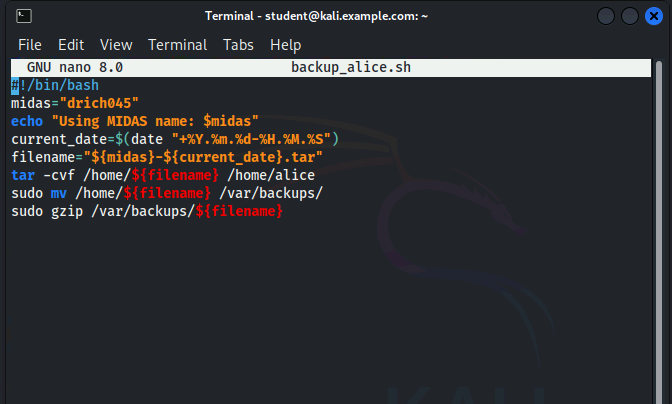 Terminal - student@kali.example.com: ~
File Edit View Terminal Tabs Help
GNU nano 8.0 backup_alice.sh
#!/bin/bash
midas="drich045"
echo "Using MIDAS name: $midas"
current_date=$(date "+%Y.%m.%d-%H.%M.%S")
filename="${midas}-${current_date}.tar"
tar -cvf /home/${filename} /home/alice
sudo mv /home/${filename} /var/backups/
sudo gzip /var/backups/${filename}
KALI